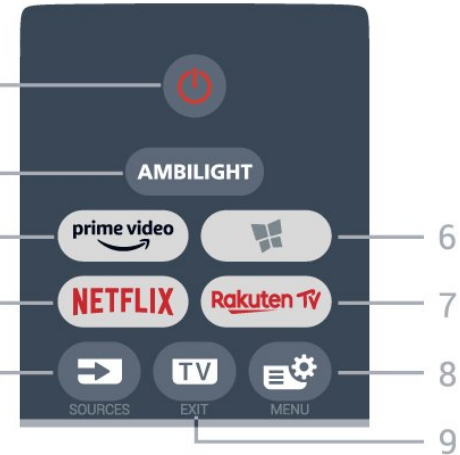 AMBILIGHT
prime video
6
NETFLIX
Rakuten TV
7
TV
8
SOURCES
EXIT
MENU
9